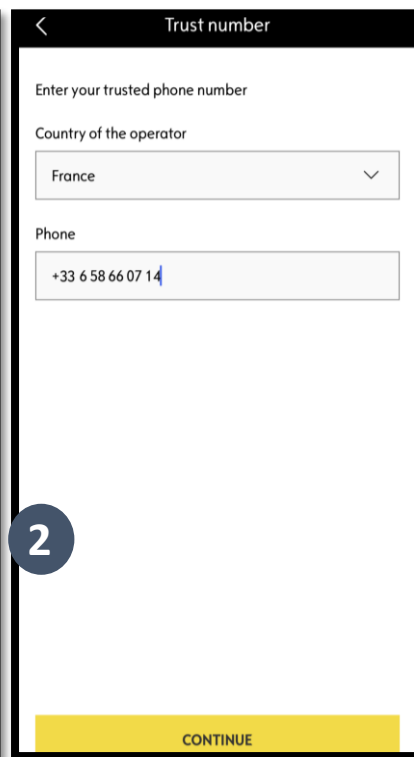 Trust number
Enter your trusted phone number
Country of the operator
France
Phone
+33 6 58 66 07 14
2
CONTINUE